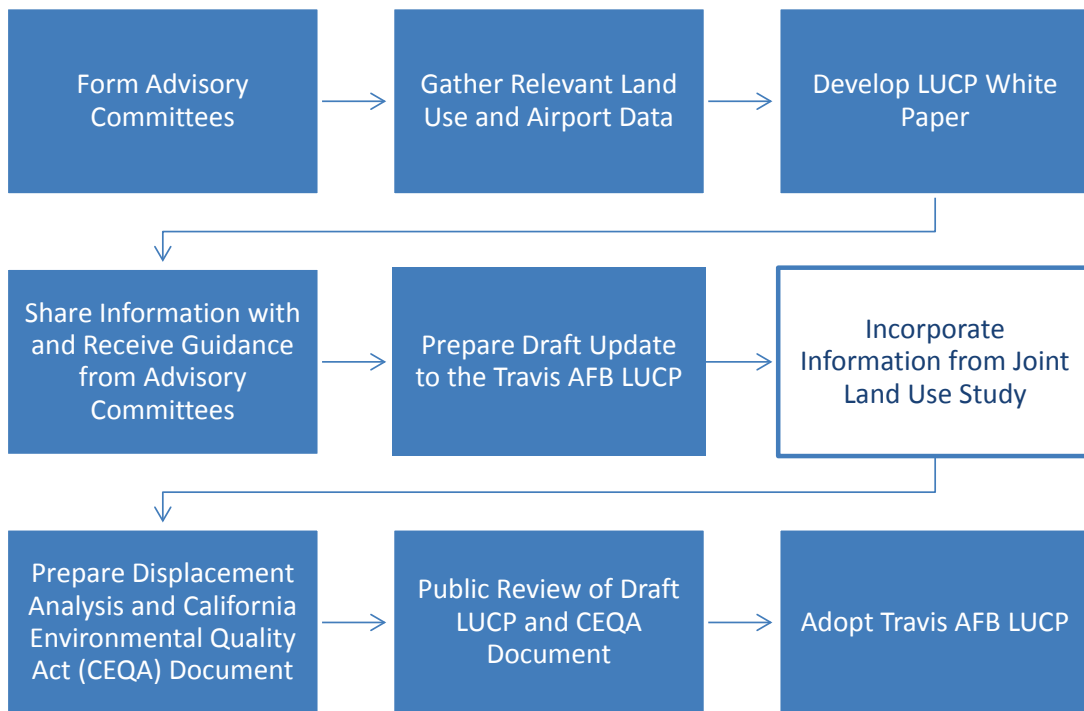 Form Advisory
Committees
Gather Relevant Land
Use and Airport Data
Develop LUCP White
Paper
Share Information with
and Receive Guidance
from Advisory
Committees
Prepare Draft Update
to the Travis AFB LUCP
Incorporate
Information from Joint
Land Use Study
Prepare Displacement
Analysis and California
Environmental Quality
Act (CEQA) Document
Public Review of Draft
LUCP and CEQA
Document
Adopt Travis AFB LUCP